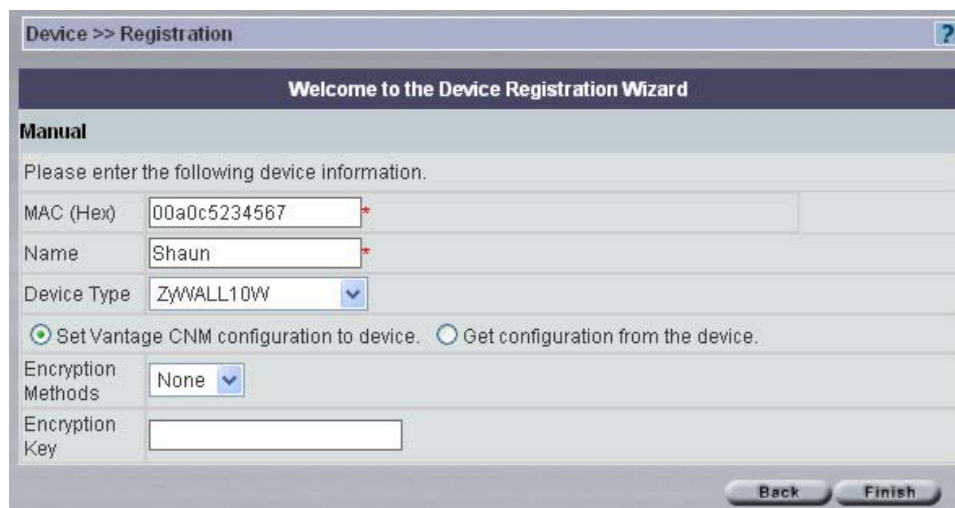 Device >> Registration
?
Welcome to the Device Registration Wizard
Manual
Please enter the following device information.
MAC (Hex) 00a0c5234567 *
Name Shaun *
Device Type ZyWALL10W
Set Vantage CNM configuration to device. Get configuration from the device.
Encryption
Methods
None
Encryption
Key
Back Finish